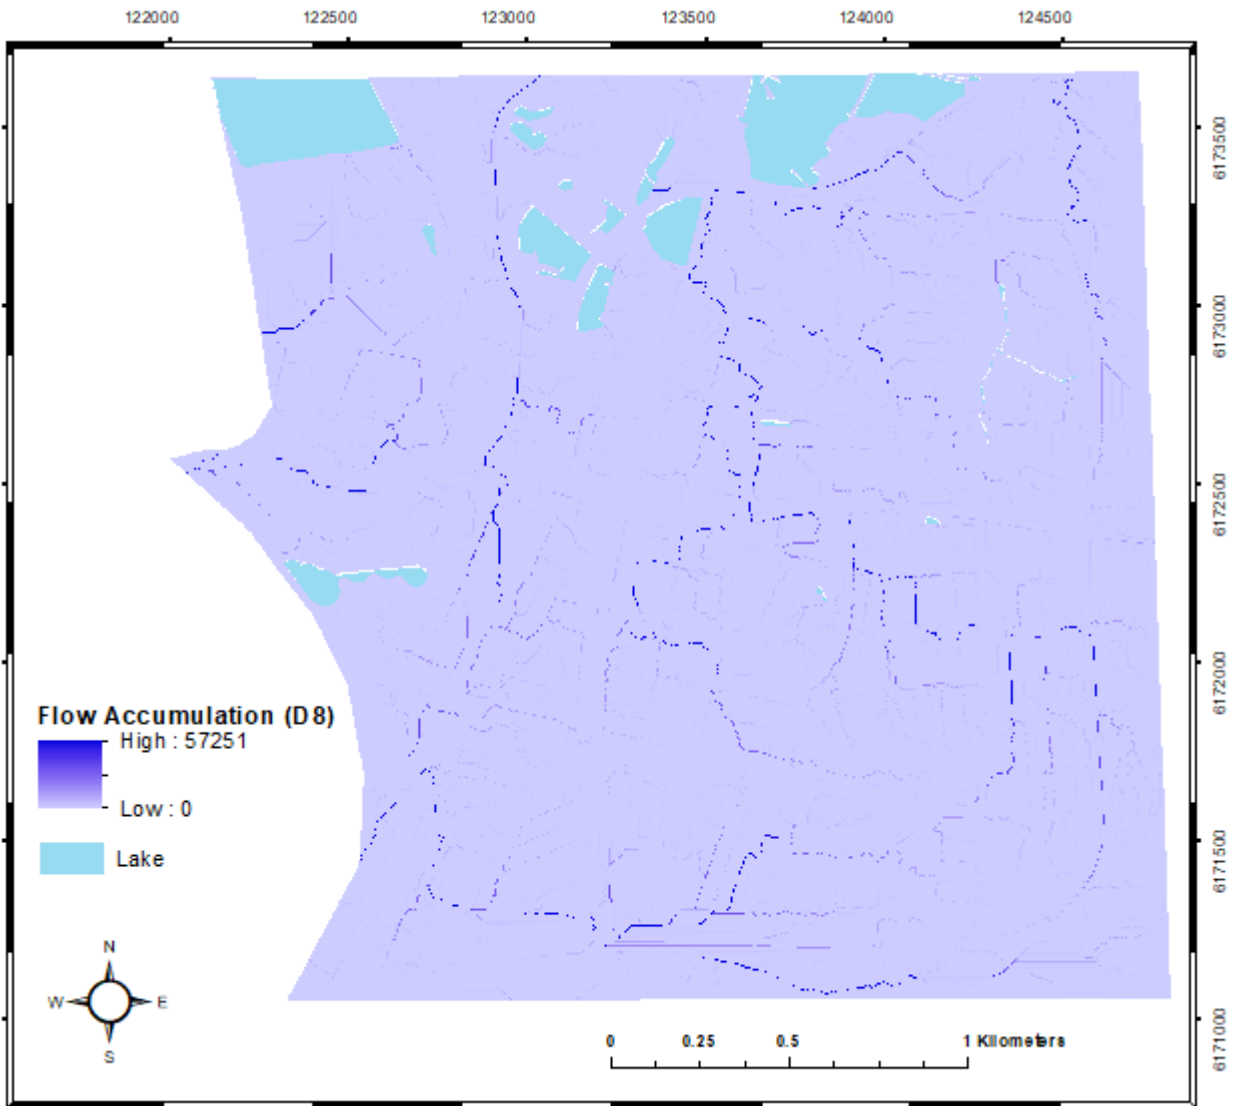 122000 122500 123000 123500 124000 124500
6173500
6173000
6172500
6172000
6171500
6171000
Flow Accumulation (D8)
High : 57251
Low : 0
Lake
N
W E
S
0 0.25 0.5 1 Kilometers